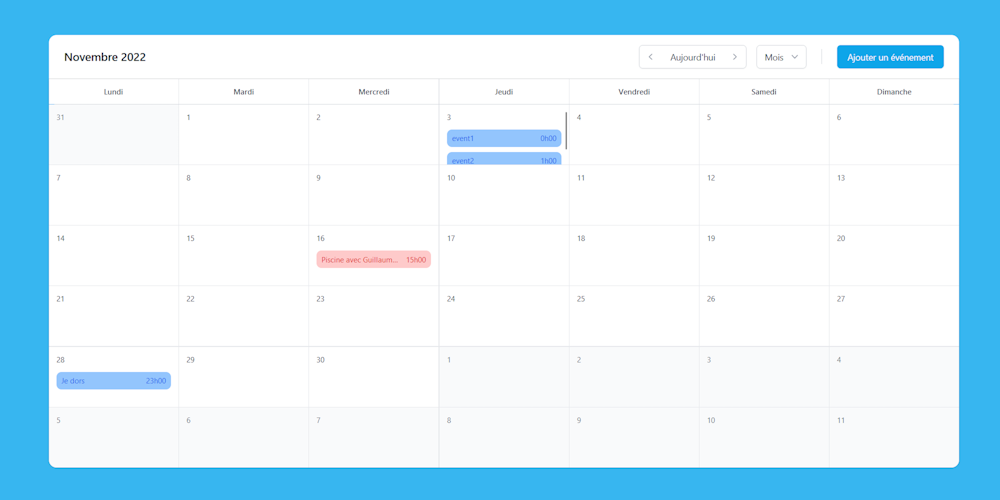 Novembre 2022
Aujourd'hui
Mois
Ajouter un événement
Lundi Mardi Mercredi Jeudi Vendredi Samedi Dimanche
31 1 2 3 4 5 6
event1 0h00
event2 1h00
7 8 9 10 11 12 13
14 15 16 17 18 19 20
Piscine avec Guillaum... 15h00
21 22 23 24 25 26 27
28 29 30 1 2 3 4
Je dors 23h00
5 6 7 8 9 10 11